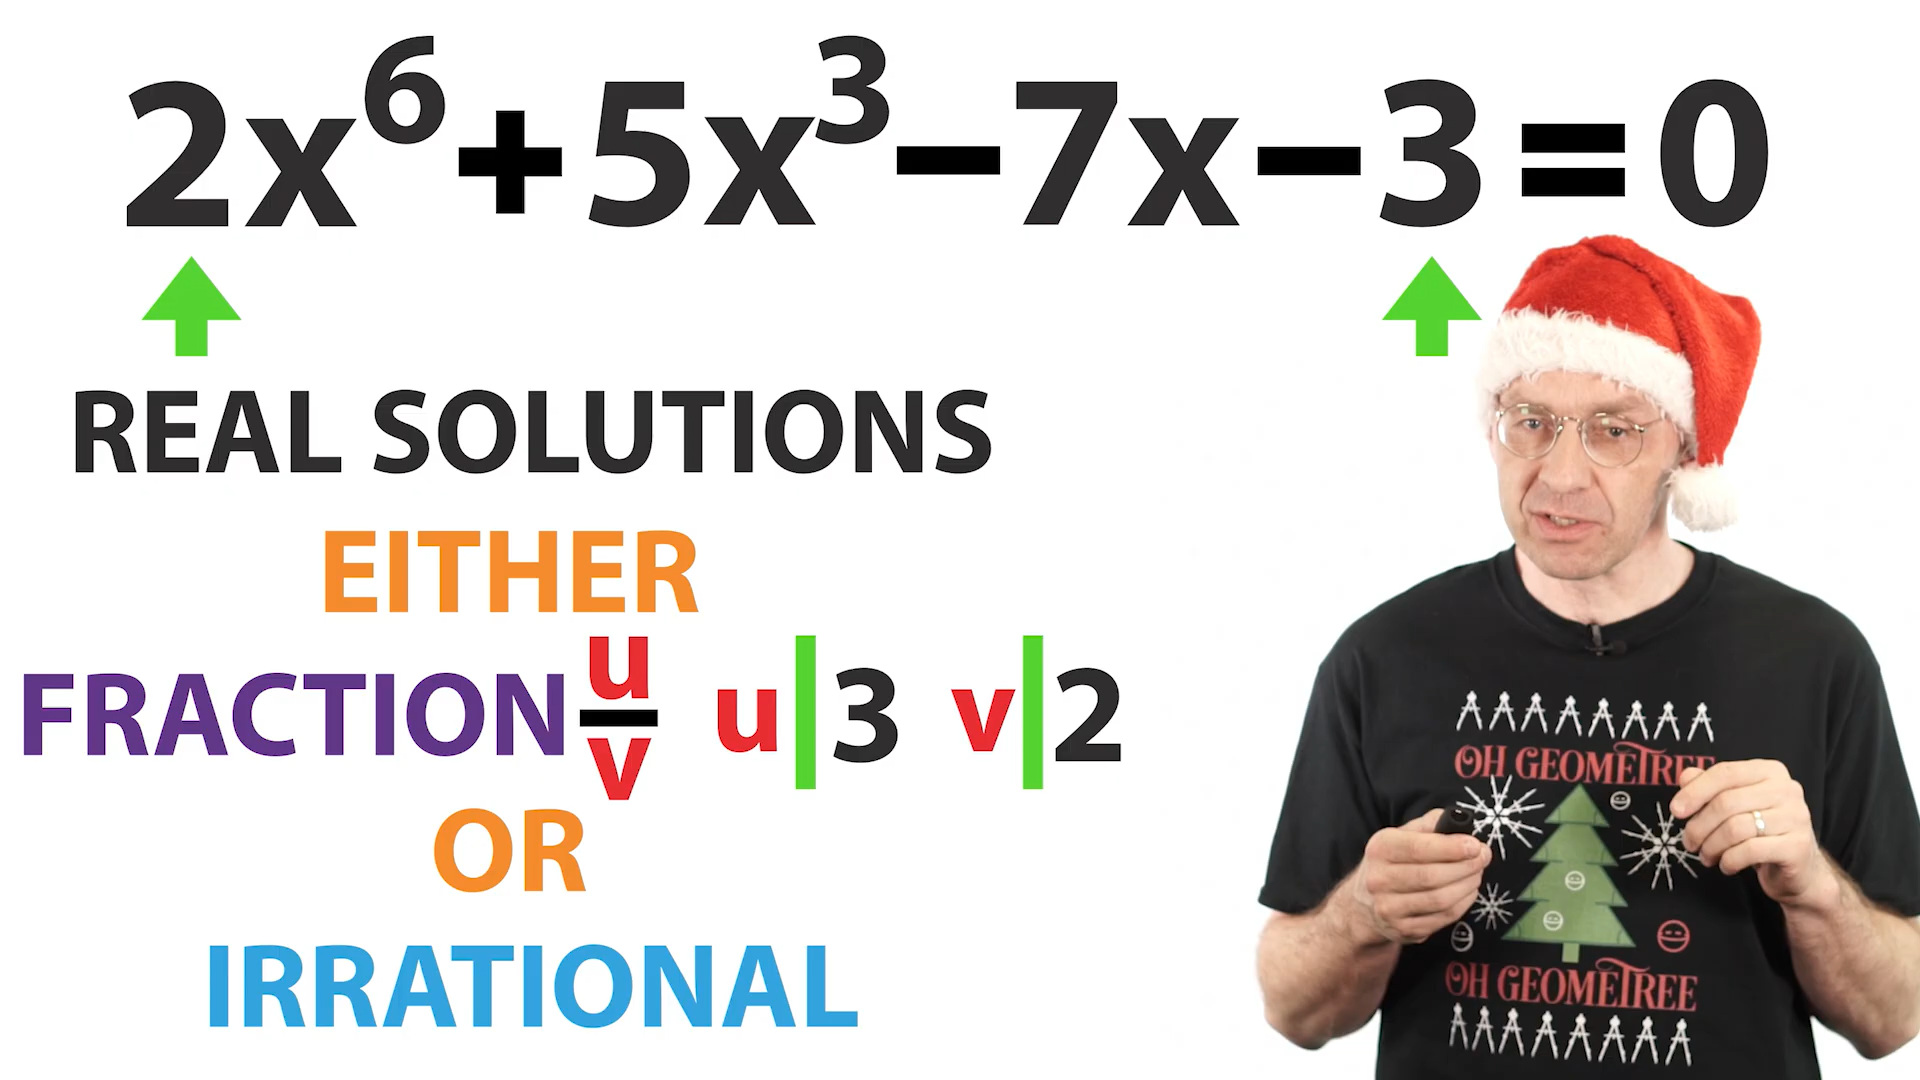 2x⁶+5x³−7x−3=0
REAL SOLUTIONS
EITHER
FRACTION u/v u|3 v|2
OR
IRRATIONAL
OH GEOMETREE
OH GEOMETREE